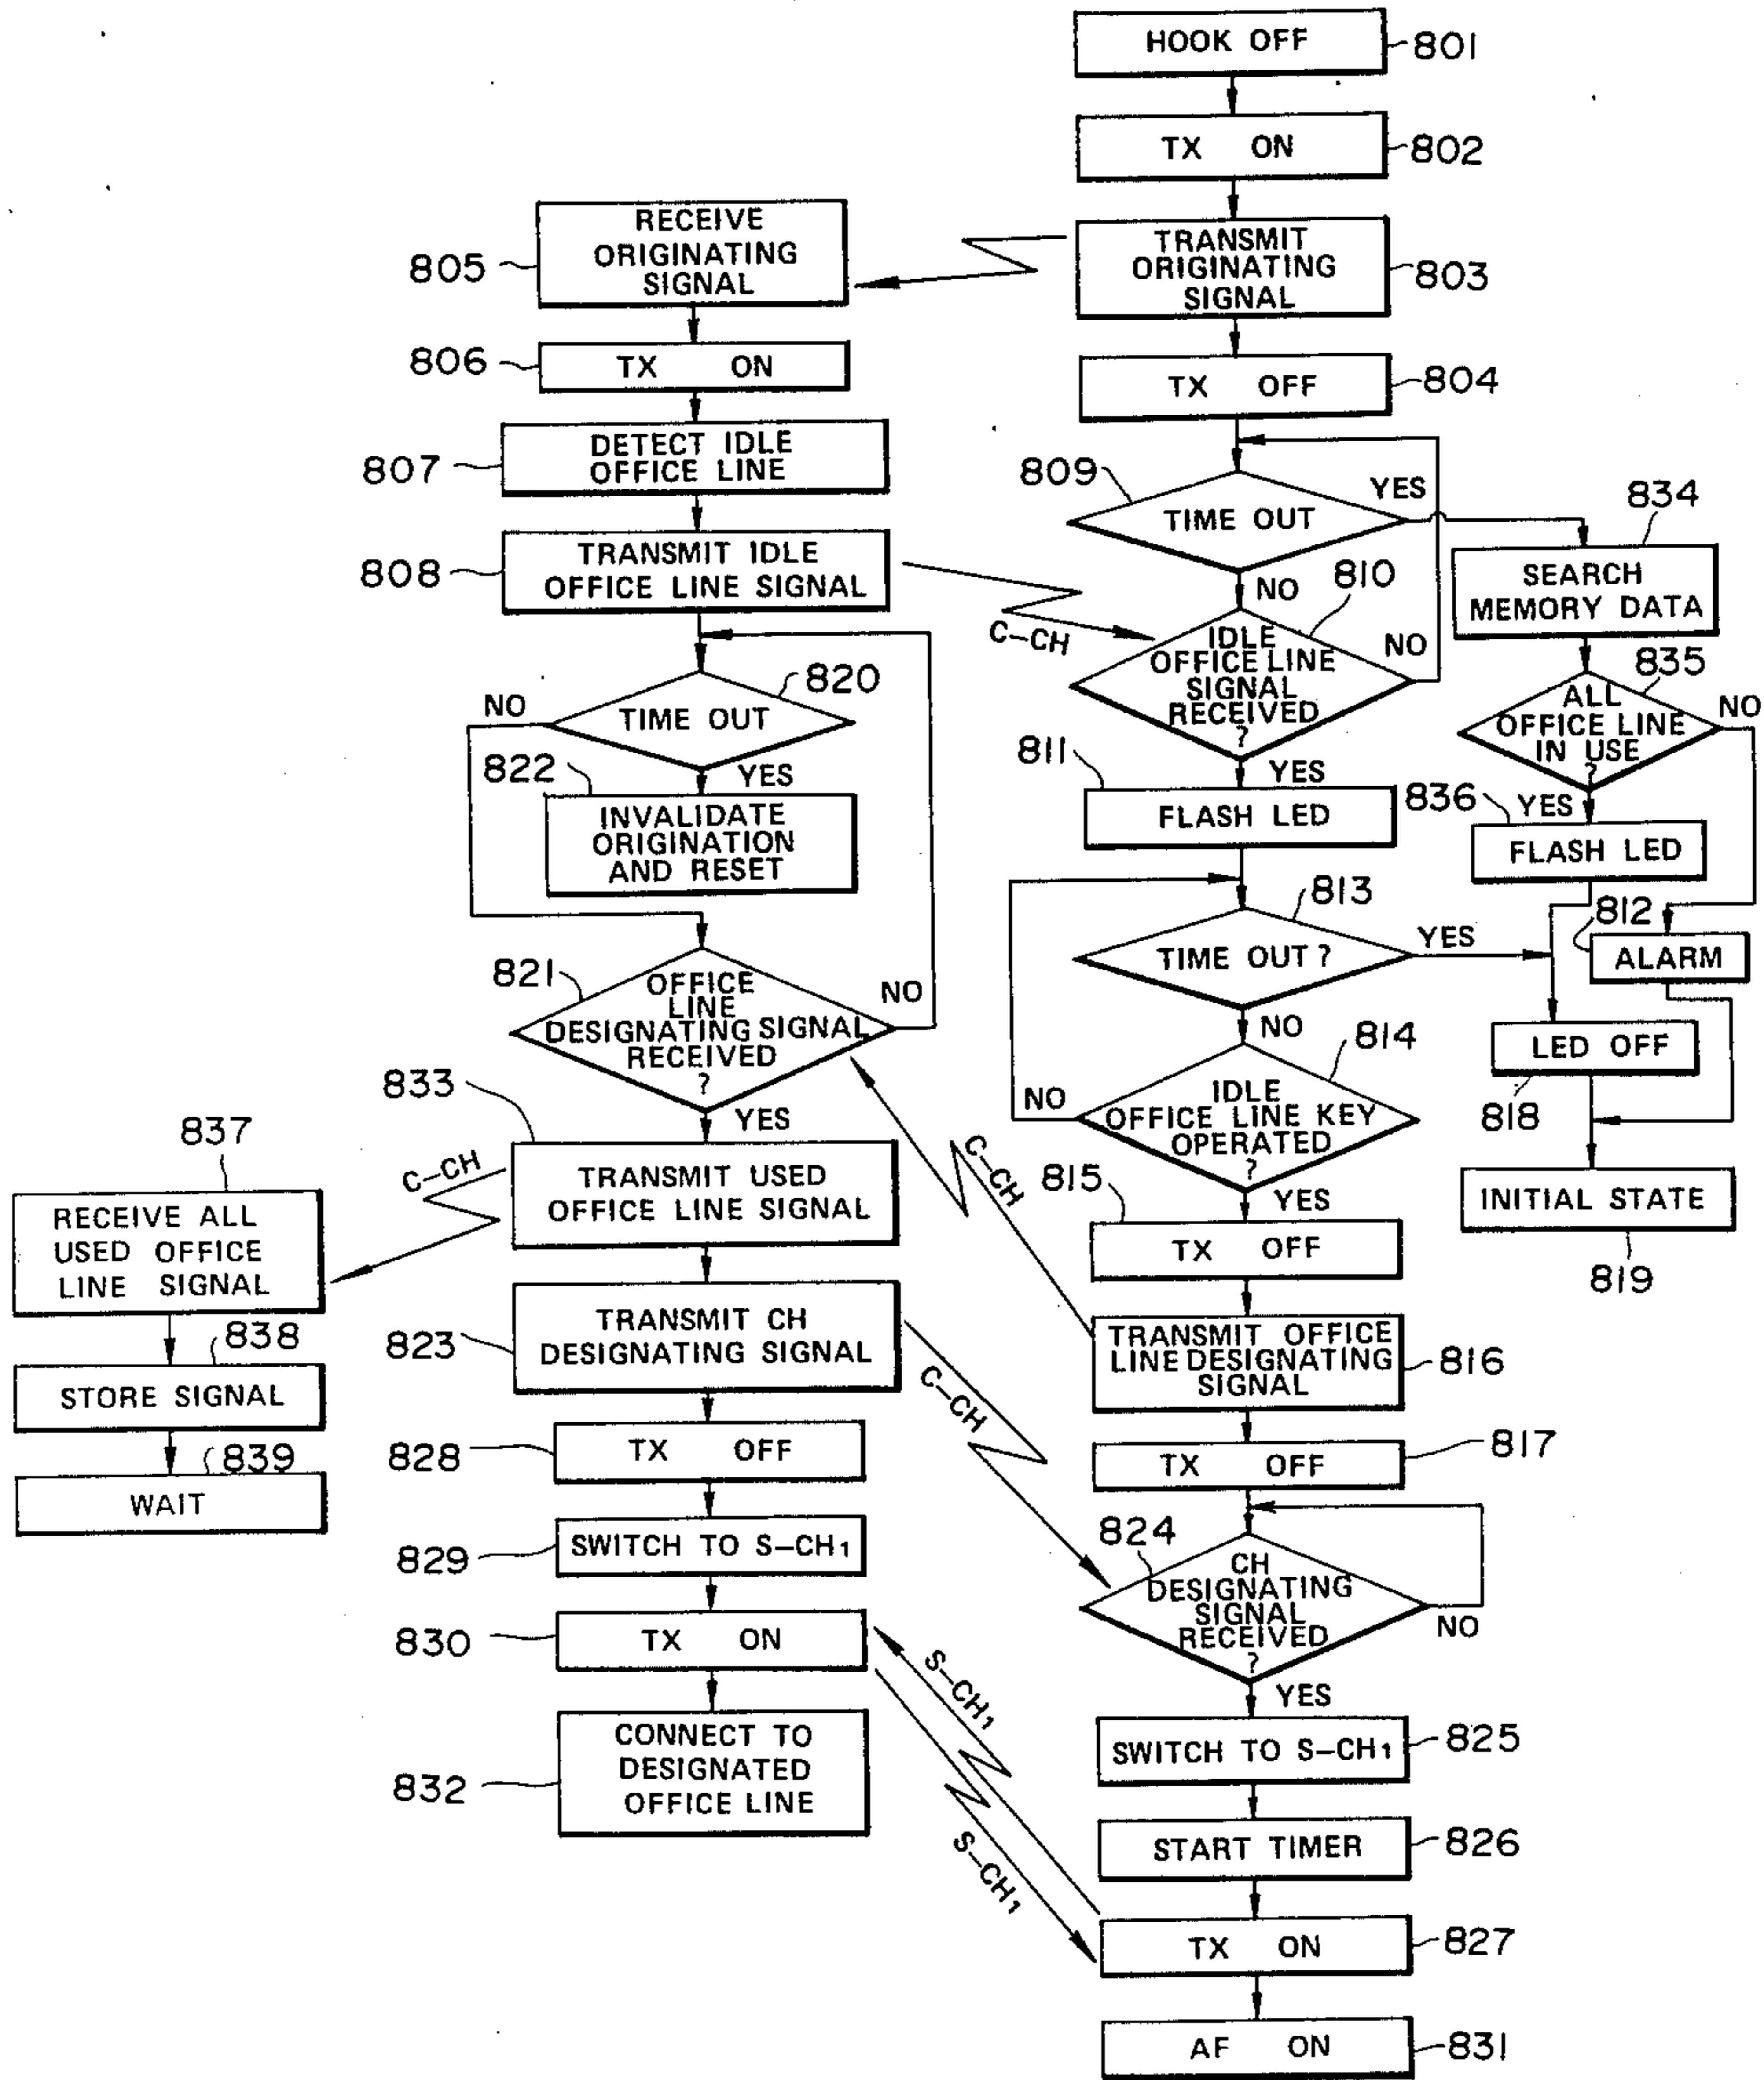 HOOK OFF
801
TX ON
802
TRANSMIT
ORIGINATING
SIGNAL
803
TX OFF
804
RECEIVE
ORIGINATING
SIGNAL
805
TX ON
806
DETECT IDLE
OFFICE LINE
807
TRANSMIT IDLE
OFFICE LINE SIGNAL
808
C-CH
TIME OUT
809
YES
NO
IDLE
OFFICE LINE
SIGNAL
RECEIVED
?
810
NO
YES
SEARCH
MEMORY DATA
834
ALL
OFFICE LINE
IN USE
?
835
NO
YES
FLASH LED
836
ALARM
812
LED OFF
818
INITIAL STATE
819
FLASH LED
811
TIME OUT ?
813
YES
NO
IDLE
OFFICE LINE KEY
OPERATED
?
814
NO
YES
TX OFF
815
TRANSMIT OFFICE
LINE DESIGNATING
SIGNAL
816
C-CH
TX OFF
817
TIME OUT
820
NO
YES
INVALIDATE
ORIGINATION
AND RESET
822
OFFICE
LINE
DESIGNATING SIGNAL
RECEIVED
?
821
NO
YES
TRANSMIT USED
OFFICE LINE SIGNAL
833
C-CH
RECEIVE ALL
USED OFFICE
LINE SIGNAL
837
STORE SIGNAL
838
WAIT
839
TRANSMIT CH
DESIGNATING SIGNAL
823
C-CH
TX OFF
828
SWITCH TO S-CH1
829
TX ON
830
CONNECT TO
DESIGNATED
OFFICE LINE
832
CH
DESIGNATING
SIGNAL
RECEIVED
?
824
NO
YES
SWITCH TO S-CH1
825
START TIMER
826
TX ON
827
S-CH1
S-CH1
AF ON
831